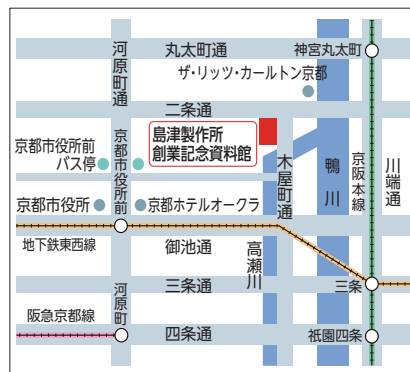 河原町通
丸太町通
神宮丸太町
ザ・リッツ・カールトン京都
二条通
京都市役所前
バス停
京都市役所前
島津製作所
創業記念資料館
木屋町通
鴨川
京阪本線
川端通
京都市役所
京都ホテルオークラ
地下鉄東西線
御池通
高瀬川
河原町
三条通
三条
阪急京都線
四条通
祇園四条